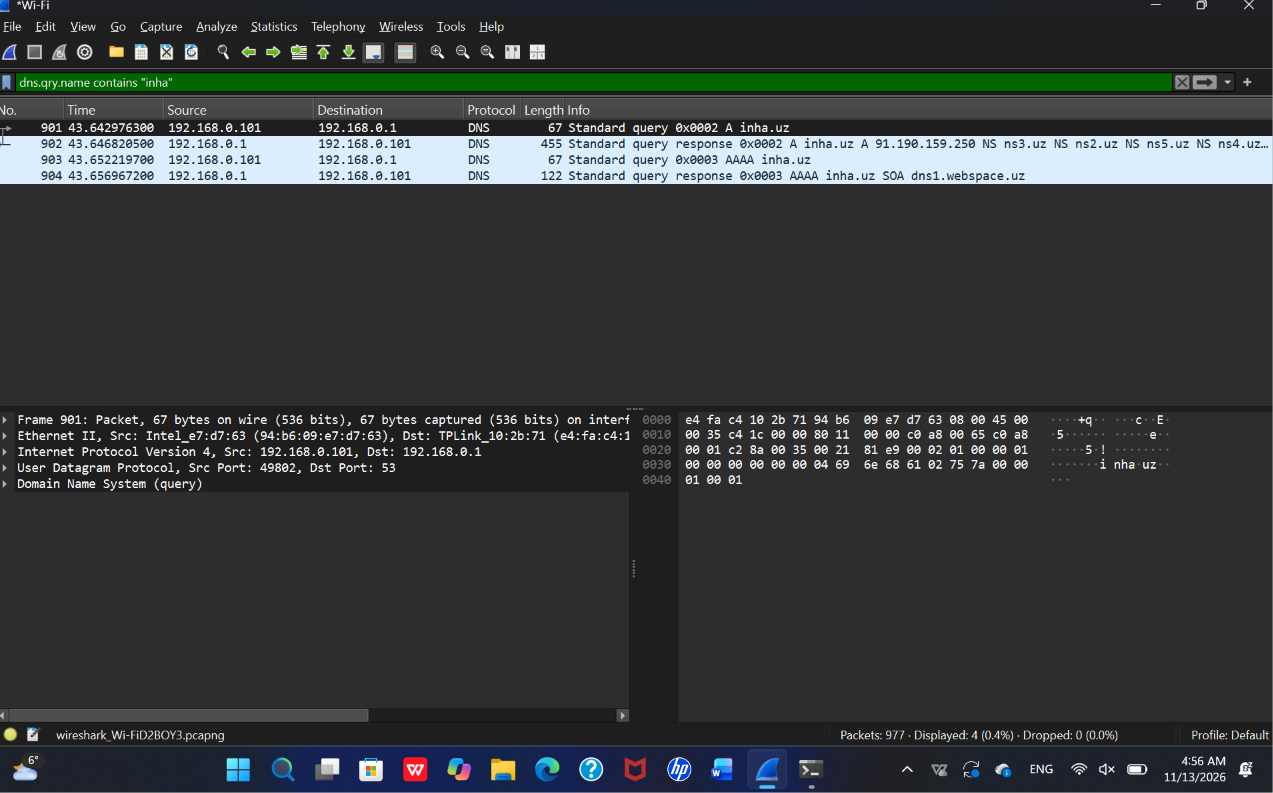 *Wi-Fi
File Edit View Go Capture Analyze Statistics Telephony Wireless Tools Help
dns.qry.name contains "inha"
No. Time Source Destination Protocol Length Info
901 43.642976300 192.168.0.101 192.168.0.1 DNS 67 Standard query 0x0002 A inha.uz
902 43.646820500 192.168.0.1 192.168.0.101 DNS 455 Standard query response 0x0002 A inha.uz A 91.190.159.250 NS ns3.uz NS ns2.uz NS ns5.uz NS ns4.uz…
903 43.652219700 192.168.0.101 192.168.0.1 DNS 67 Standard query 0x0003 AAAA inha.uz
904 43.656967200 192.168.0.1 192.168.0.101 DNS 122 Standard query response 0x0003 AAAA inha.uz SOA dns1.webspace.uz
Frame 901: Packet, 67 bytes on wire (536 bits), 67 bytes captured (536 bits) on interf
Ethernet II, Src: Intel_e7:d7:63 (94:b6:09:e7:d7:63), Dst: TPLink_10:2b:71 (e4:fa:c4:1
Internet Protocol Version 4, Src: 192.168.0.101, Dst: 192.168.0.1
User Datagram Protocol, Src Port: 49802, Dst Port: 53
Domain Name System (query)
0000 e4 fa c4 10 2b 71 94 b6 09 e7 d7 63 08 00 45 00 ····+q·· ···c··E·
0010 00 35 c4 1c 00 00 80 11 00 00 c0 a8 00 65 c0 a8 ·5······ ·····e··
0020 00 01 c2 8a 00 35 00 21 81 e9 00 02 01 00 00 01 ·····5·! ········
0030 00 00 00 00 00 00 04 69 6e 68 61 02 75 7a 00 00 ·······i nha·uz··
0040 01 00 01 ···
wireshark_Wi-FiD2BOY3.pcapng
Packets: 977 · Displayed: 4 (0.4%) · Dropped: 0 (0.0%)
Profile: Default
6°
W
hp
W
ENG
4:56 AM
11/13/2026